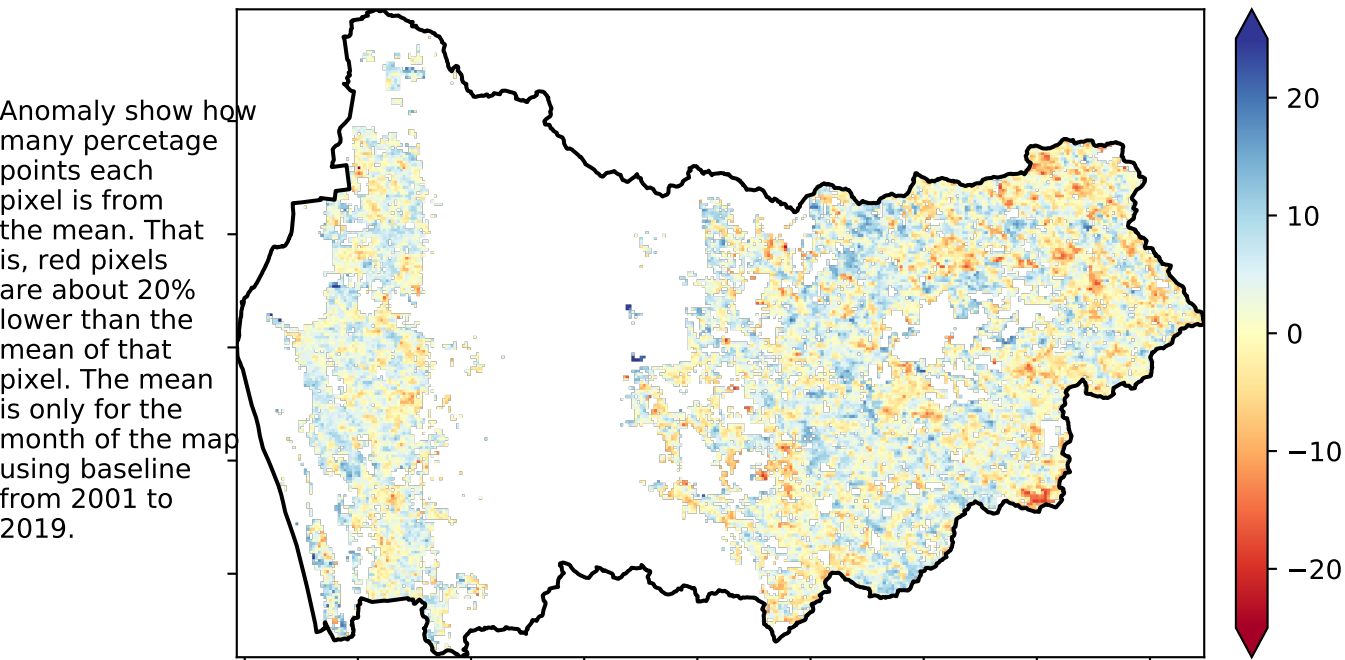 Anomaly show how
many percetage
points each
pixel is from
the mean. That
is, red pixels
are about 20%
lower than the
mean of that
pixel. The mean
is only for the
month of the map
using baseline
from 2001 to
2019.
20
10
0
−10
−20